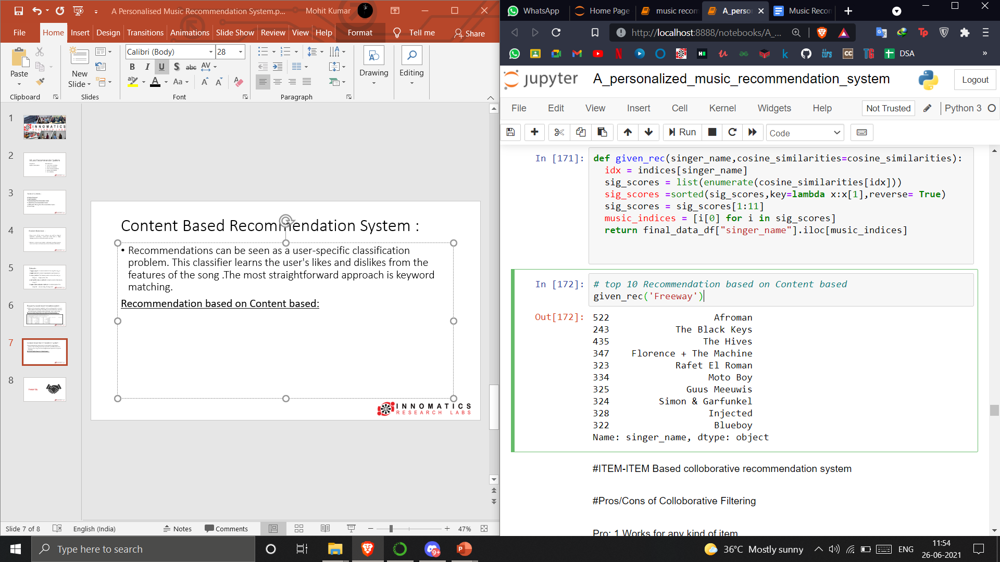 A Personalised Music Recommendation System.p...
Mohit Kumar
File Home Insert Design Transitions Animations Slide Show Review View Help Format Tell me Share
Calibri (Body) 28
Paste
New Slide
B I U S abc AV
A Aa A A
Drawing
Editing
Clipboard Slides Font Paragraph
1
INNOMATICS
2
3
4
5
6
7
8
Content Based Recommendation System :
• Recommendations can be seen as a user-specific classification
problem. This classifier learns the user's likes and dislikes from the
features of the song .The most straightforward approach is keyword
matching.
Recommendation based on Content based:
INNOMATICS
RESEARCH LABS
Slide 7 of 8 English (India) Notes Comments 47%
WhatsApp Home Page music recom A_perso Music Recon
http://localhost:8888/notebooks/A_...
DSA
jupyter A_personalized_music_recommendation_system
Logout
File Edit View Insert Cell Kernel Widgets Help Not Trusted Python 3
Run Code
In [171]: def given_rec(singer_name,cosine_similarities=cosine_similarities):
idx = indices[singer_name]
sig_scores = list(enumerate(cosine_similarities[idx]))
sig_scores =sorted(sig_scores,key=lambda x:x[1],reverse= True)
sig_scores = sig_scores[1:11]
music_indices = [i[0] for i in sig_scores]
return final_data_df["singer_name"].iloc[music_indices]
In [172]: # top 10 Recommendation based on Content based
given_rec('Freeway')
Out[172]: 522 Afroman
243 The Black Keys
435 The Hives
347 Florence + The Machine
323 Rafet El Roman
334 Moto Boy
325 Guus Meeuwis
324 Simon & Garfunkel
328 Injected
322 Blueboy
Name: singer_name, dtype: object
#ITEM-ITEM Based colloborative recommendation system
#Pros/Cons of Colloborative Filtering
Pro: 1 Works for any kind of item
Type here to search
9+
36°C Mostly sunny
ENG
11:54
26-06-2021